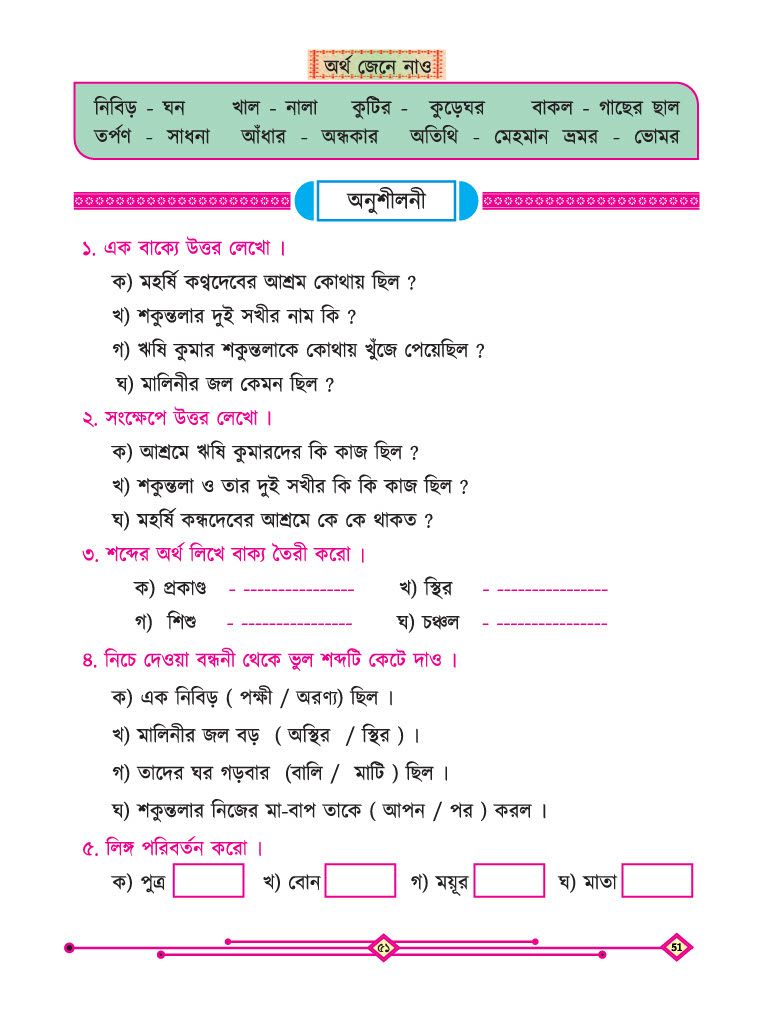 অর্থ জেনে নাও
নিবিড় - ঘন খাল - নালা কুটির - কুড়েঘর বাকল - গাছের ছাল
তর্পণ - সাধনা আঁধার - অন্ধকার অতিথি - মেহমান ভ্রমর - ভোমর
অনুশীলনী
১. এক বাক্যে উত্তর লেখো ।
ক) মহর্ষি কণ্বদেবের আশ্রম কোথায় ছিল ?
খ) শকুন্তলার দুই সখীর নাম কি ?
গ) ঋষি কুমার শকুন্তলাকে কোথায় খুঁজে পেয়েছিল ?
ঘ) মালিনীর জল কেমন ছিল ?
২. সংক্ষেপে উত্তর লেখো ।
ক) আশ্রমে ঋষি কুমারদের কি কাজ ছিল ?
খ) শকুন্তলা ও তার দুই সখীর কি কি কাজ ছিল ?
ঘ) মহর্ষি কন্ধদেবের আশ্রমে কে কে থাকত ?
৩. শব্দের অর্থ লিখে বাক্য তৈরী করো ।
ক) প্রকাণ্ড - ---------------- খ) স্থির - ----------------
গ) শিশু - ---------------- ঘ) চঞ্চল - ----------------
৪. নিচে দেওয়া বন্ধনী থেকে ভুল শব্দটি কেটে দাও ।
ক) এক নিবিড় ( পক্ষী / অরণ্য) ছিল ।
খ) মালিনীর জল বড় ( অস্থির / স্থির ) ।
গ) তাদের ঘর গড়বার (বালি / মাটি ) ছিল ।
ঘ) শকুন্তলার নিজের মা-বাপ তাকে ( আপন / পর ) করল ।
৫. লিঙ্গ পরিবর্তন করো ।
ক) পুত্র খ) বোন গ) ময়ূর ঘ) মাতা
৫১ 51